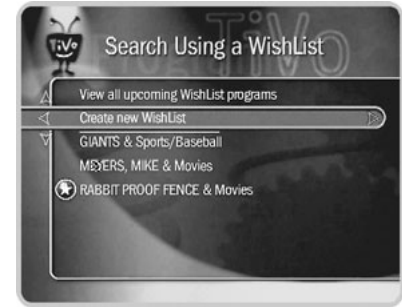 TiVo
Search Using a WishList
View all upcoming WishList programs
Create new WishList
GIANTS & Sports/Baseball
MEYERS, MIKE & Movies
RABBIT PROOF FENCE & Movies